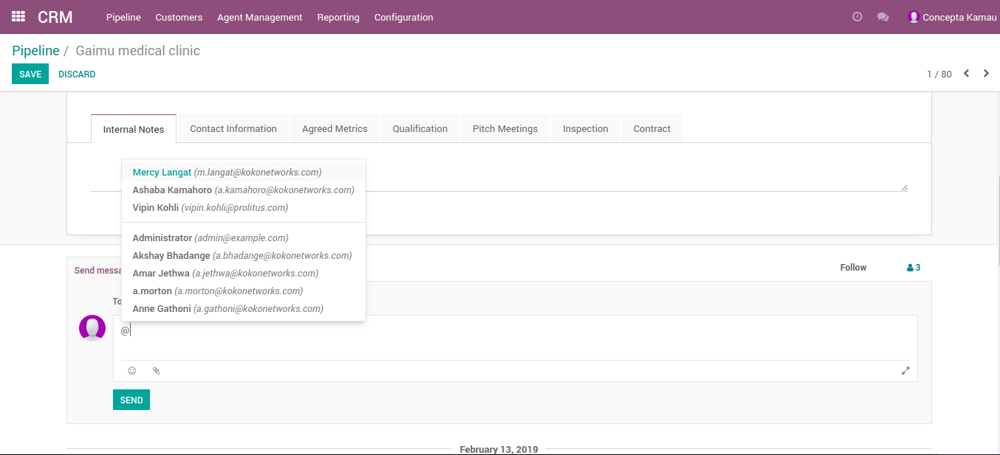 CRM Pipeline Customers Agent Management Reporting Configuration Concepta Kamau
Pipeline / Gaimu medical clinic
SAVE DISCARD 1 / 80
Internal Notes Contact Information Agreed Metrics Qualification Pitch Meetings Inspection Contract
Mercy Langat (m.langat@kokonetworks.com)
Ashaba Kamahoro (a.kamahoro@kokonetworks.com)
Vipin Kohli (vipin.kohli@prolitus.com)
Administrator (admin@example.com)
Akshay Bhadange (a.bhadange@kokonetworks.com)
Amar Jethwa (a.jethwa@kokonetworks.com)
a.morton (a.morton@kokonetworks.com)
Anne Gathoni (a.gathoni@kokonetworks.com)
Send messa Follow 3
To
@
SEND
February 13, 2019